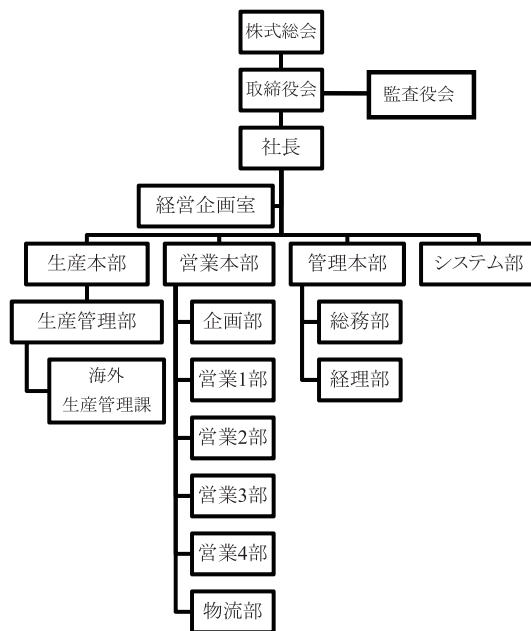 株式総会
取締役会
監査役会
社長
経営企画室
生産本部
営業本部
管理本部
システム部
生産管理部
企画部
総務部
海外
生産管理課
営業1部
経理部
営業2部
営業3部
営業4部
物流部